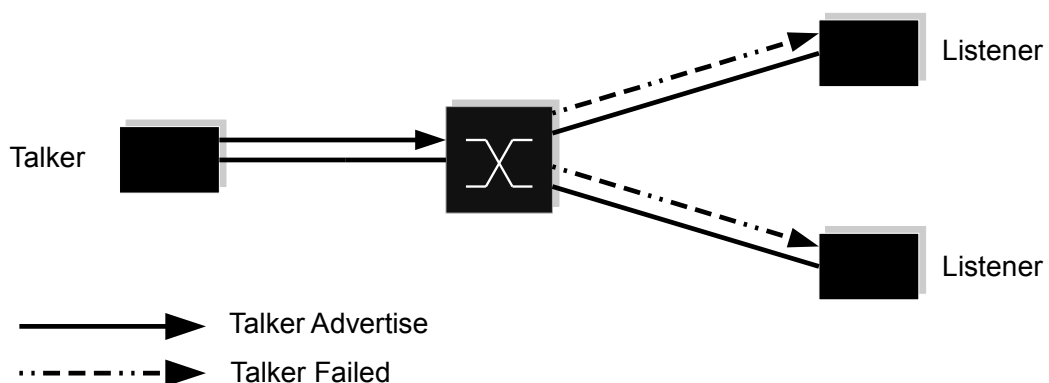 Listener
Talker
Listener
Talker Advertise
Talker Failed